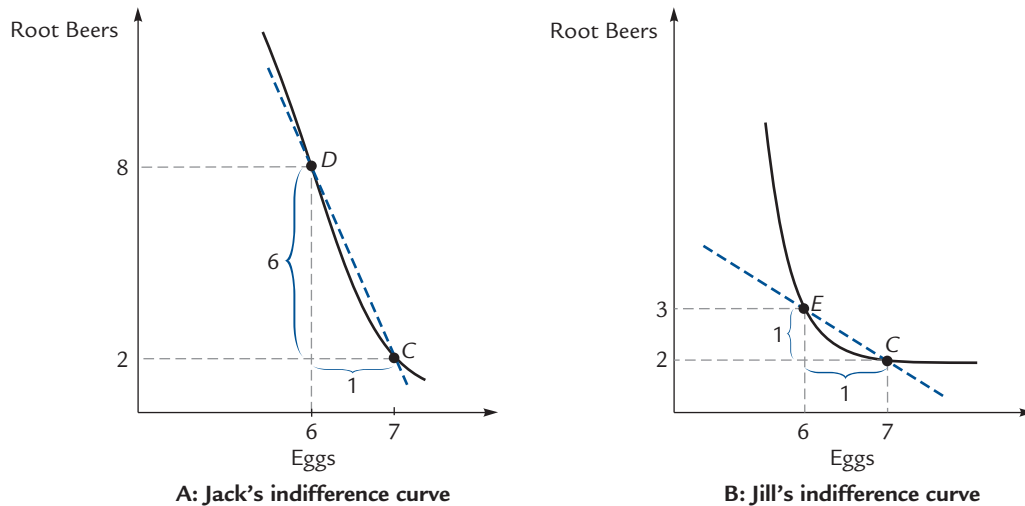 Root Beers
8
D
6
2
C
1
6
7
Eggs
A: Jack's indifference curve
Root Beers
3
E
1
C
2
1
6
7
Eggs
B: Jill's indifference curve